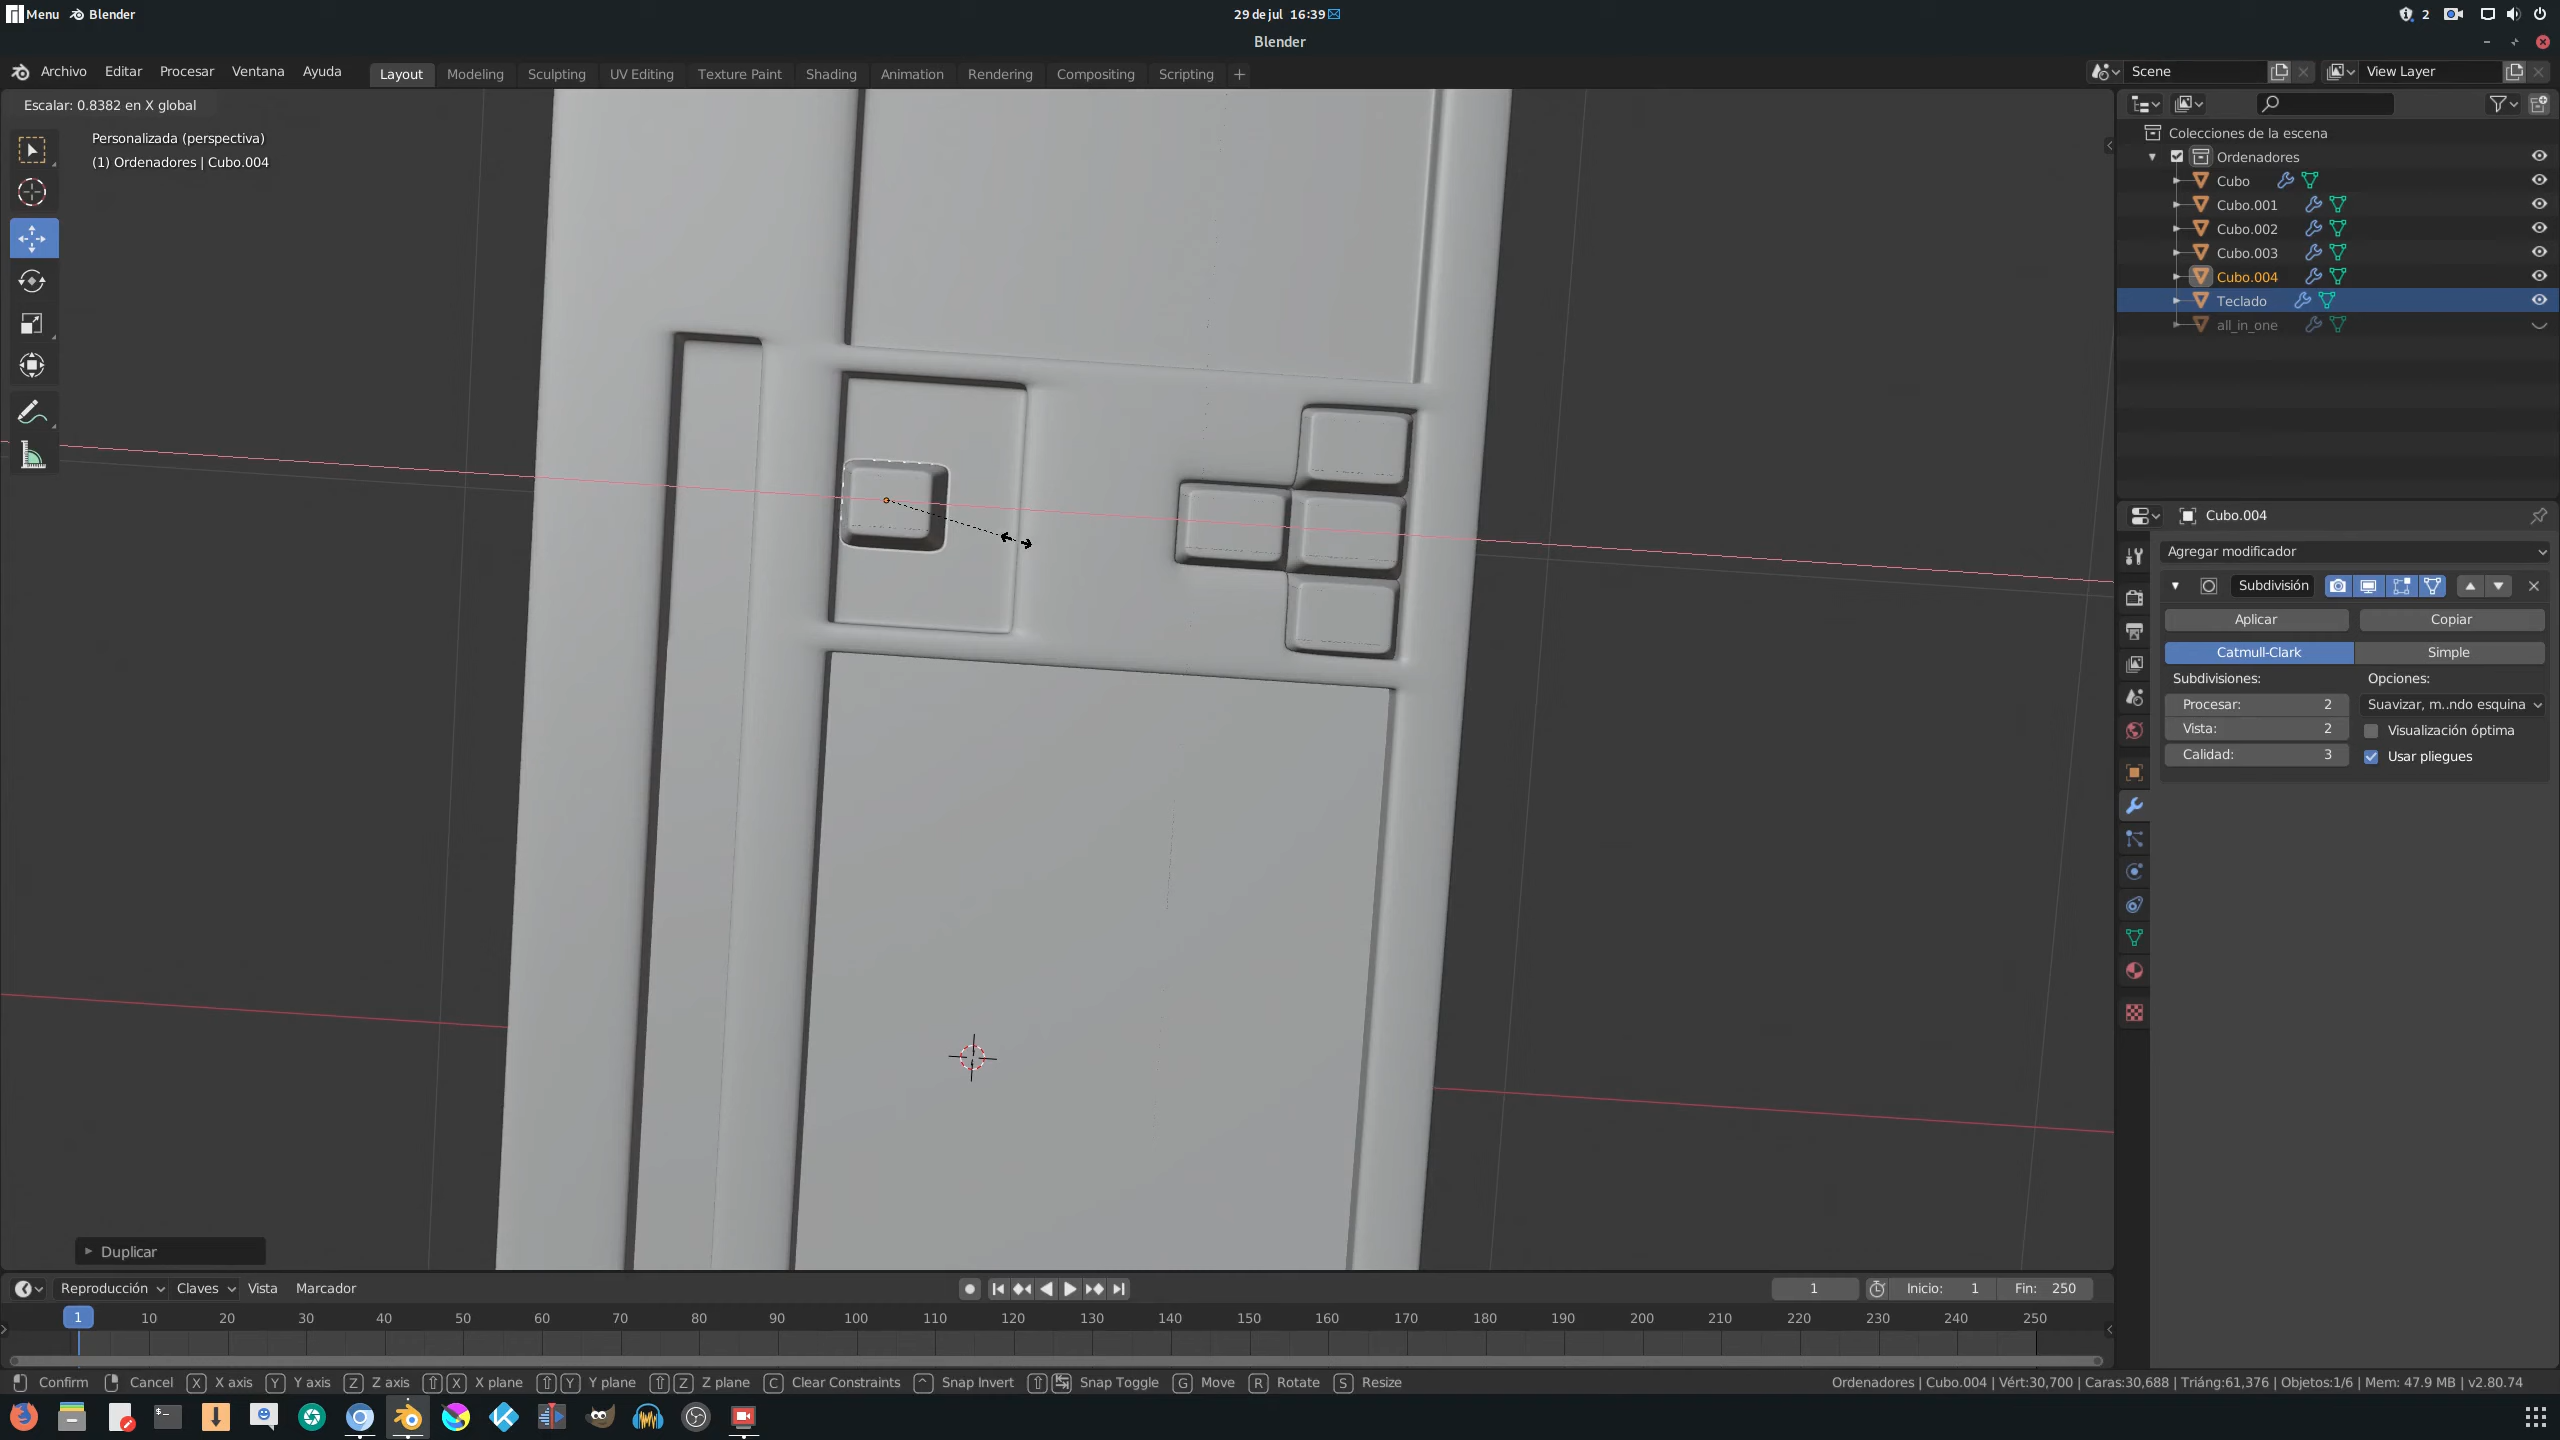 Menu Blender 29 de jul 16:39 2
Blender
Archivo Editar Procesar Ventana Ayuda Layout Modeling Sculpting UV Editing Texture Paint Shading Animation Rendering Compositing Scripting + Scene View Layer
Escalar: 0.8382 en X global
Personalizada (perspectiva)
(1) Ordenadores | Cubo.004
Colecciones de la escena
Ordenadores
Cubo
Cubo.001
Cubo.002
Cubo.003
Cubo.004
Teclado
all_in_one
Cubo.004
Agregar modificador
Subdivisión
Aplicar Copiar
Catmull-Clark Simple
Subdivisiones: Opciones:
Procesar: 2 Suavizar, m..ndo esquina
Vista: 2 Visualización óptima
Calidad: 3 Usar pliegues
Duplicar
Reproducción Claves Vista Marcador 1 Inicio: 1 Fin: 250
1 10 20 30 40 50 60 70 80 90 100 110 120 130 140 150 160 170 180 190 200 210 220 230 240 250
Confirm Cancel X X axis Y Y axis Z Z axis X X plane Y Y plane Z Z plane C Clear Constraints ^ Snap Invert Snap Toggle G Move R Rotate S Resize Ordenadores | Cubo.004 | Vért:30,700 | Caras:30,688 | Triáng:61,376 | Objetos:1/6 | Mem: 47.9 MB | v2.80.74